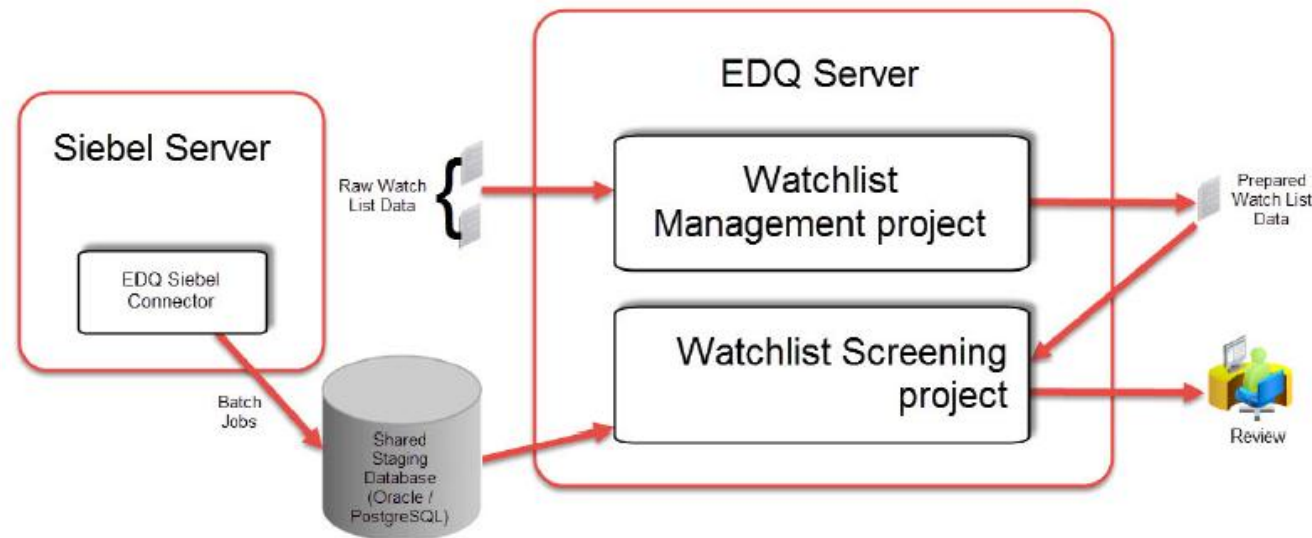 EDQ Server
Siebel Server
Raw Watch
List Data
Watchlist
Management project
Prepared
Watch List
Data
EDQ Siebel
Connector
Watchlist Screening
project
Batch
Jobs
Shared
Staging
Database
(Oracle /
PostgreSQL)
Review